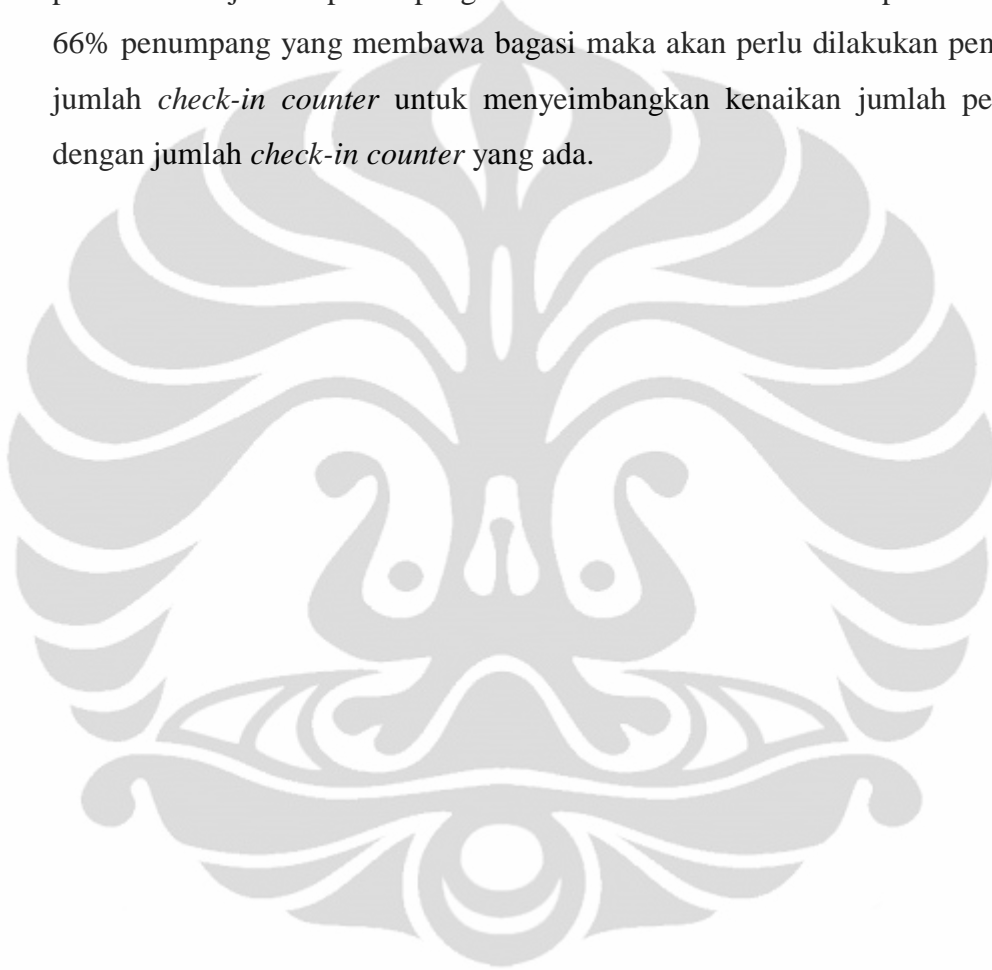 66% penumpang yang membawa bagasi maka akan perlu dilakukan pen
jumlah check-in counter untuk menyeimbangkan kenaikan jumlah pe
dengan jumlah check-in counter yang ada.